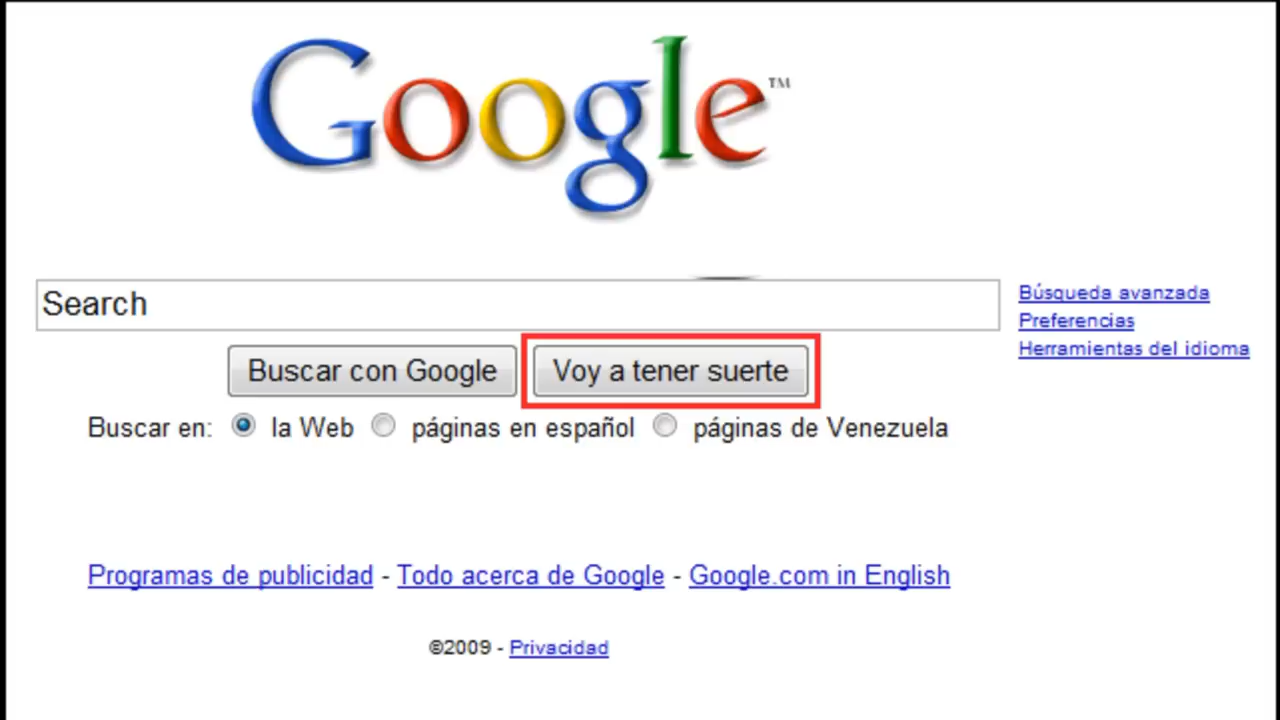 Google™
Search
Búsqueda avanzada
Preferencias
Herramientas del idioma
Buscar con Google Voy a tener suerte
Buscar en: la Web páginas en español páginas de Venezuela
Programas de publicidad - Todo acerca de Google - Google.com in English
©2009 - Privacidad